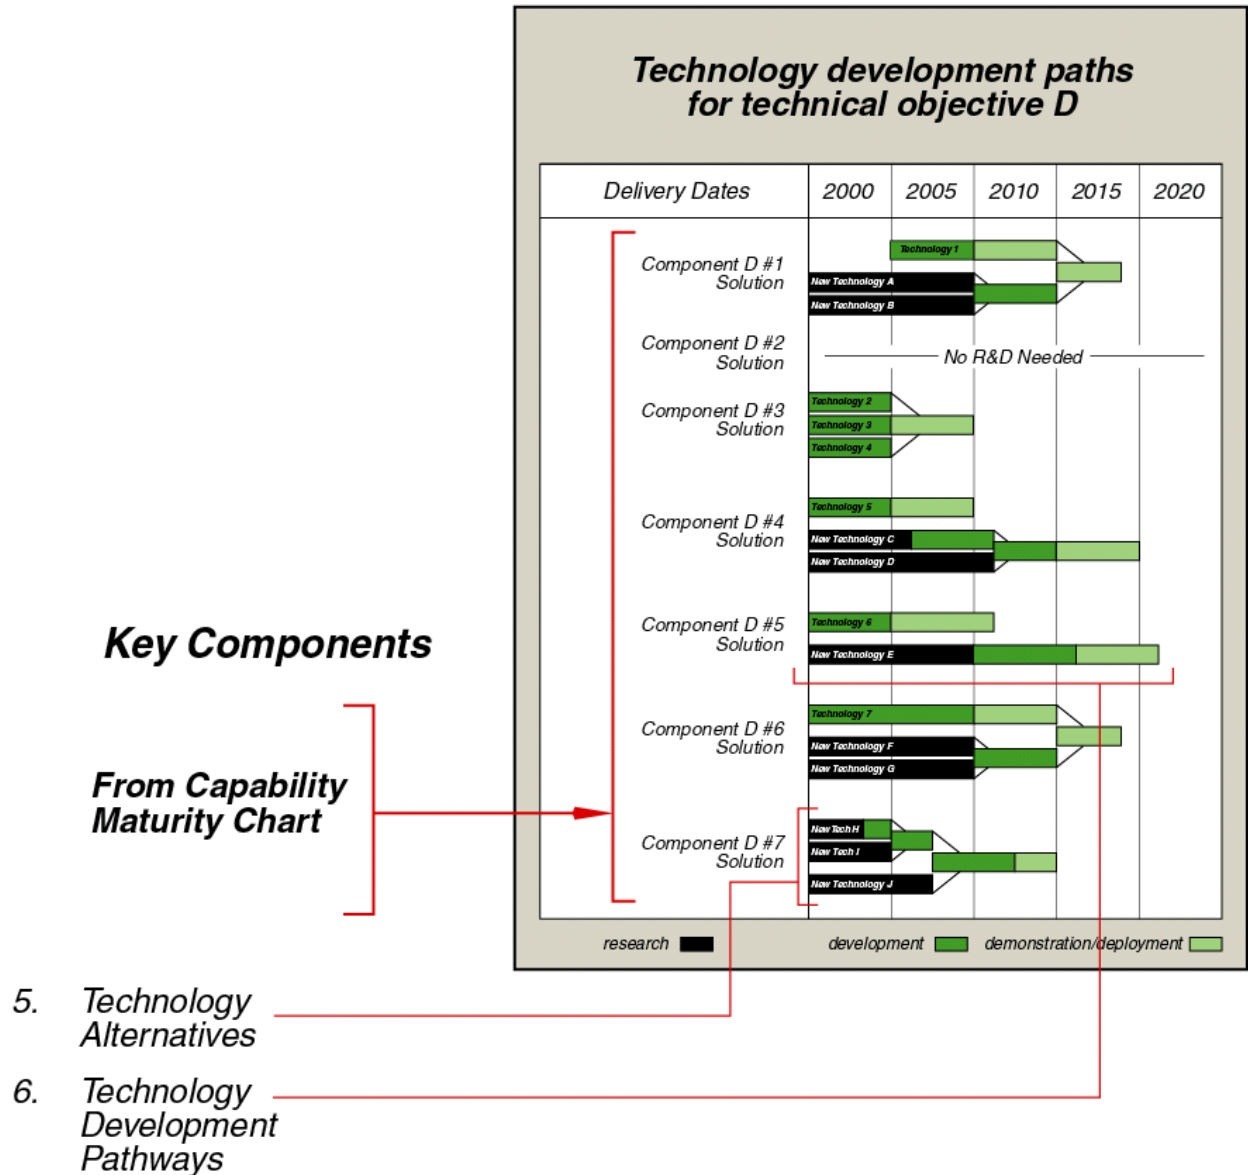 Technology development paths
for technical objective D
Delivery Dates 2000 2005 2010 2015 2020
Component D #1
Solution
Technology 1
New Technology A
New Technology B
Component D #2
Solution
No R&D Needed
Component D #3
Solution
Technology 2
Technology 3
Technology 4
Component D #4
Solution
Technology 5
New Technology C
New Technology D
Component D #5
Solution
Technology 6
New Technology E
Component D #6
Solution
Technology 7
New Technology F
New Technology G
Component D #7
Solution
New Tech H
New Tech I
New Technology J
research development demonstration/deployment
Key Components
From Capability
Maturity Chart
5. Technology
Alternatives
6. Technology
Development
Pathways